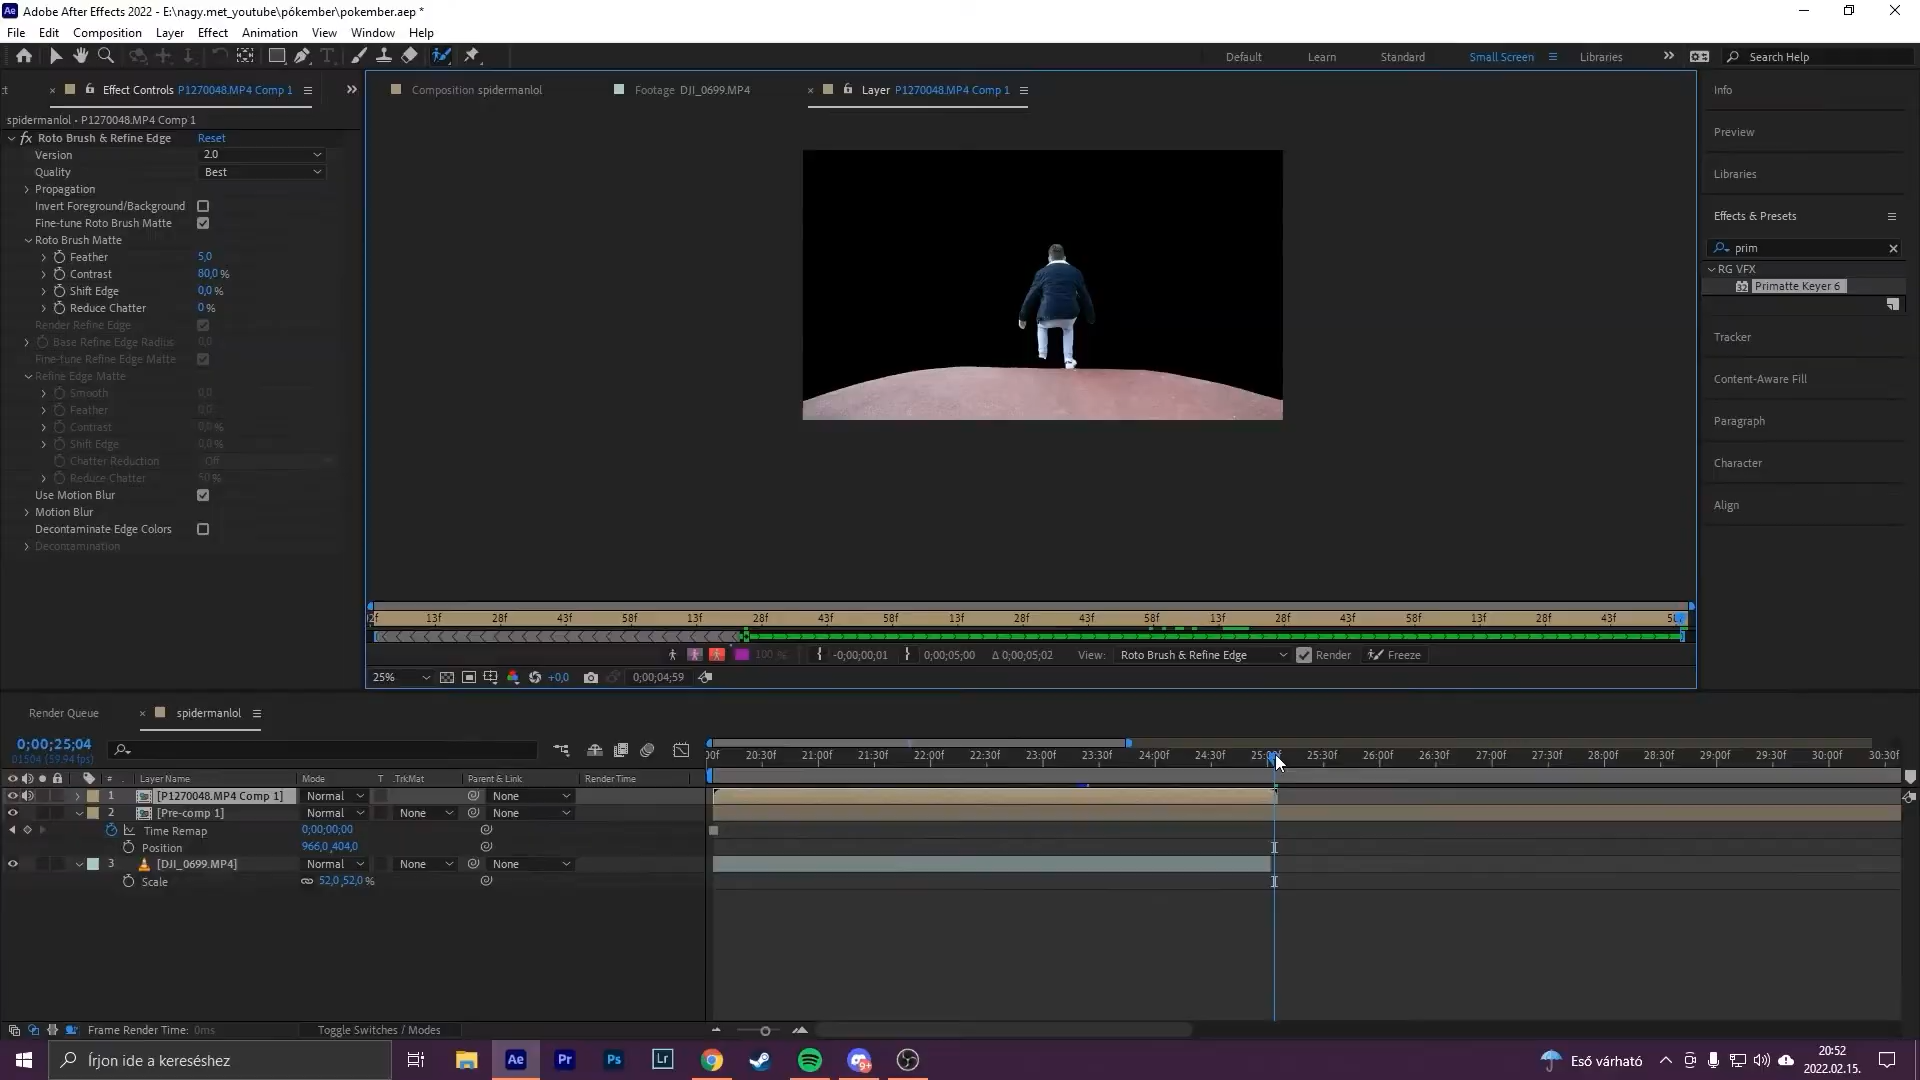 Adobe After Effects 2022 - E:\nagy.met_youtube\pókember\pokember.aep *
File Edit Composition Layer Effect Animation View Window Help
Default Learn Standard Small Screen Libraries Search Help
Effect Controls P1270048.MP4 Comp 1
Composition spidermanlol Footage DJI_0699.MP4 Layer P1270048.MP4 Comp 1
spidermanlol • P1270048.MP4 Comp 1
fx Roto Brush & Refine Edge Reset
Version 2.0
Quality Best
Propagation
Invert Foreground/Background
Fine-tune Roto Brush Matte
Roto Brush Matte
Feather 5,0
Contrast 80,0 %
Shift Edge 0,0 %
Reduce Chatter 0 %
Render Refine Edge
Base Refine Edge Radius 0,0
Fine-tune Refine Edge Matte
Refine Edge Matte
Smooth 0,0
Feather 0,0
Contrast 0,0 %
Shift Edge 0,0 %
Chatter Reduction Off
Reduce Chatter 50 %
Use Motion Blur
Motion Blur
Decontaminate Edge Colors
Decontamination
Info
Preview
Libraries
Effects & Presets
prim
RG VFX
32 Primatte Keyer 6
Tracker
Content-Aware Fill
Paragraph
Character
Align
13f 28f 43f 58f 13f 28f 43f 58f 13f 28f 43f 58f 13f 28f 43f 58f 13f 28f 43f
100 % -0;00;00;01 0;00;05;00 Δ 0;00;05;02 View: Roto Brush & Refine Edge Render Freeze
25% +0,0 0;00;04;59
Render Queue spidermanlol
0;00;25;04
01504 (59.94 fps)
00f 20:30f 21:00f 21:30f 22:00f 22:30f 23:00f 23:30f 24:00f 24:30f 25:00f 25:30f 26:00f 26:30f 27:00f 27:30f 28:00f 28:30f 29:00f 29:30f 30:00f 30:30f
# Layer Name Mode T .TrkMat Parent & Link Render Time
1 [P1270048.MP4 Comp 1] Normal None
2 [Pre-comp 1] Normal None None
Time Remap 0;00;00;00
Position 966,0,404,0
3 [DJI_0699.MP4] Normal None None
Scale 52,0,52,0 %
Frame Render Time: 0ms Toggle Switches / Modes
Írjon ide a kereséshez
Ae Pr Ps Lr
Eső várható
20:52
2022.02.15.